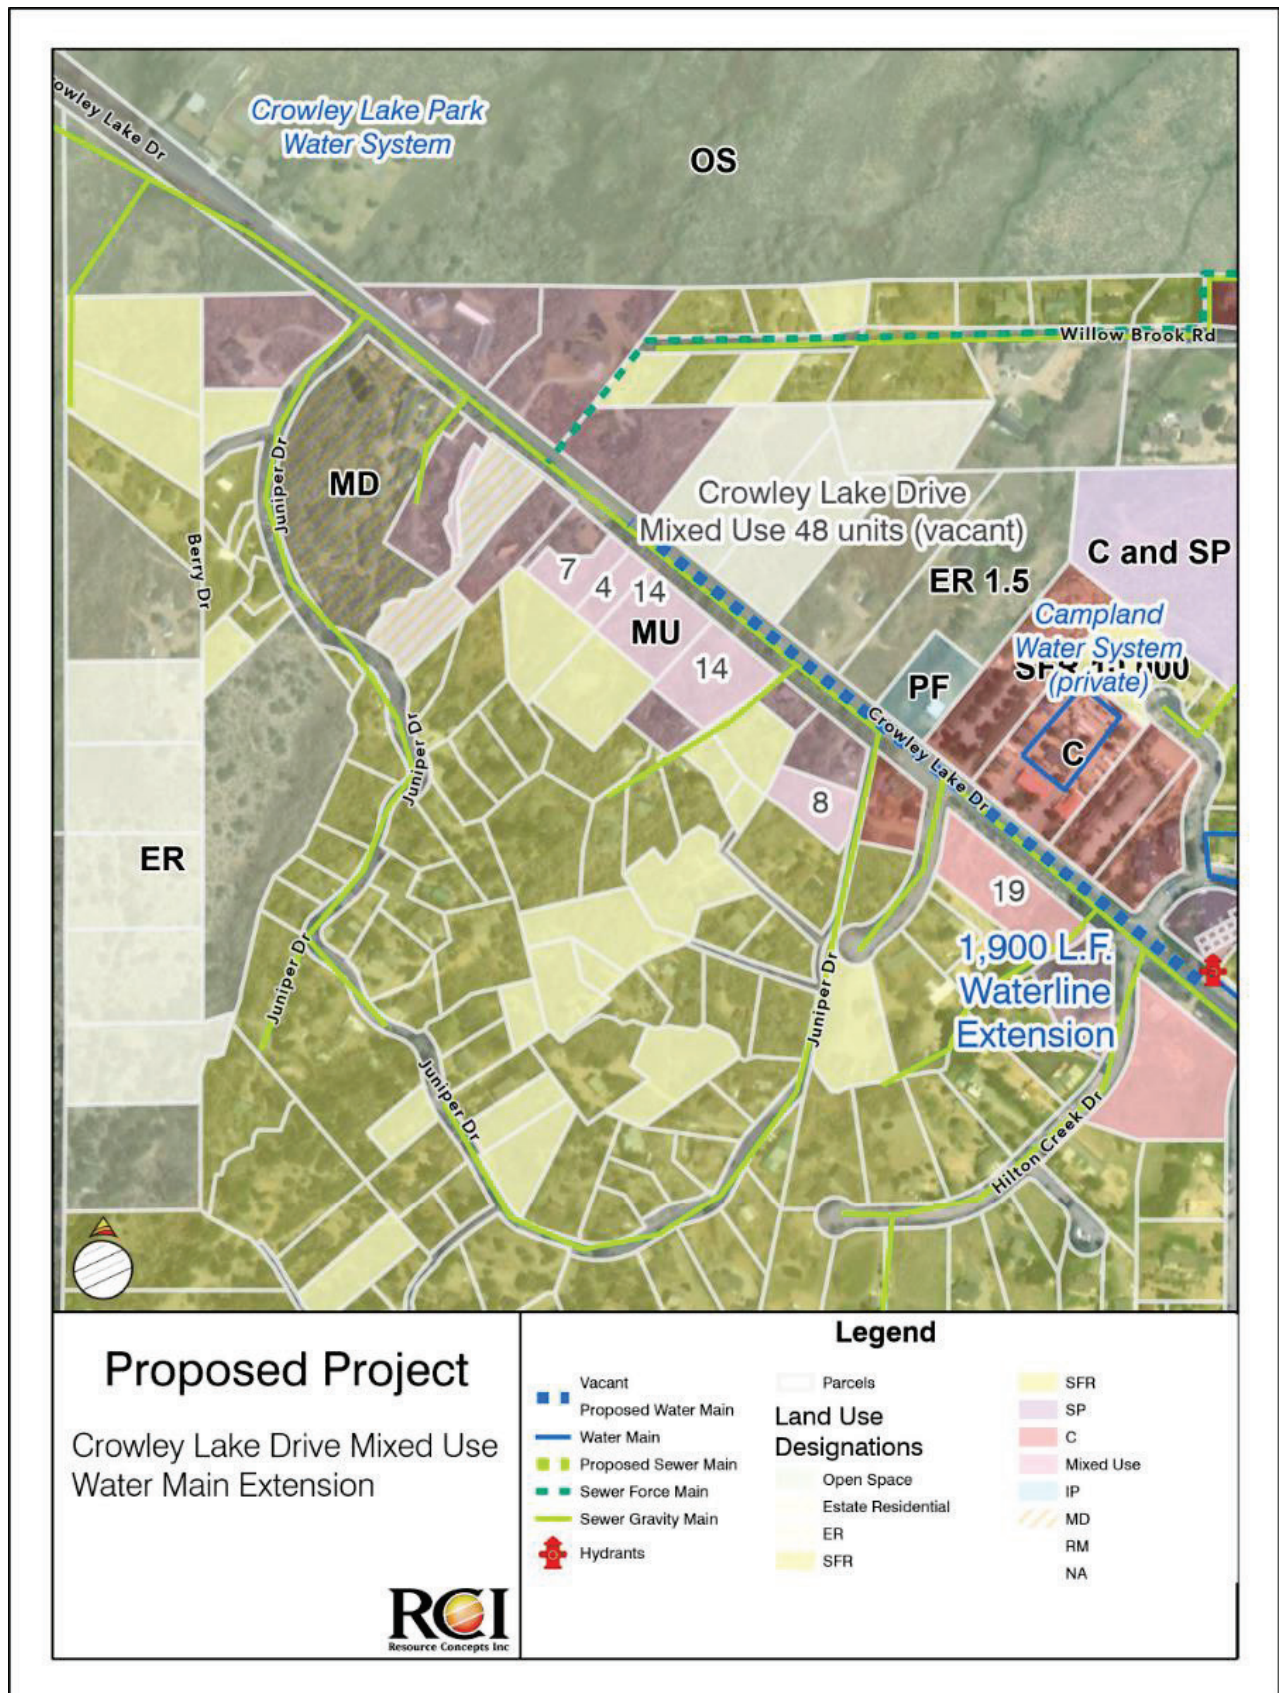 owley Lake Dr
Crowley Lake Park
Water System
OS
Willow Brook Rd
Juniper Dr
MD
Berry Dr
Crowley Lake Drive
Mixed Use 48 units (vacant)
C and SP
ER 1.5
7
4
14
MU
14
Campland
Water System
(private)
PF
Crowley Lake Dr
C
Juniper Dr
8
ER
19
1,900 L.F.
Waterline
Extension
Juniper Dr
Juniper Dr
Juniper Dr
Hilton Creek Dr
Proposed Project
Crowley Lake Drive Mixed Use
Water Main Extension
RCI
Resource Concepts Inc
Legend
Vacant
Proposed Water Main
Water Main
Proposed Sewer Main
Sewer Force Main
Sewer Gravity Main
Hydrants
Parcels
Land Use
Designations
Open Space
Estate Residential
ER
SFR
SFR
SP
C
Mixed Use
IP
MD
RM
NA